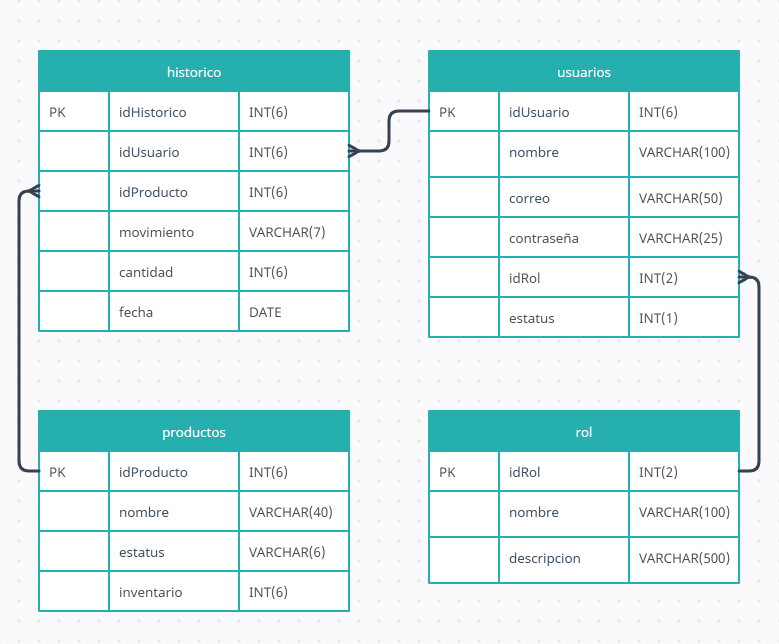 historico
PK idHistorico INT(6)
idUsuario INT(6)
idProducto INT(6)
movimiento VARCHAR(7)
cantidad INT(6)
fecha DATE
usuarios
PK idUsuario INT(6)
nombre VARCHAR(100)
correo VARCHAR(50)
contraseña VARCHAR(25)
idRol INT(2)
estatus INT(1)
productos
PK idProducto INT(6)
nombre VARCHAR(40)
estatus VARCHAR(6)
inventario INT(6)
rol
PK idRol INT(2)
nombre VARCHAR(100)
descripcion VARCHAR(500)